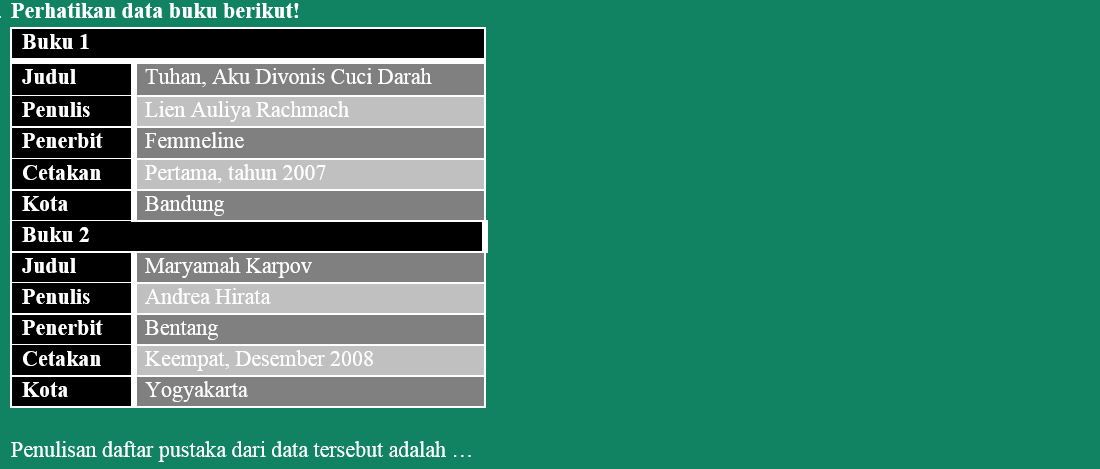 Perhatikan data buku berikut!
Buku 1
Judul Tuhan, Aku Divonis Cuci Darah
Penulis Lien Auliya Rachmach
Penerbit Femmeline
Cetakan Pertama, tahun 2007
Kota Bandung
Buku 2
Judul Maryamah Karpov
Penulis Andrea Hirata
Penerbit Bentang
Cetakan Keempat, Desember 2008
Kota Yogyakarta
Penulisan daftar pustaka dari data tersebut adalah …